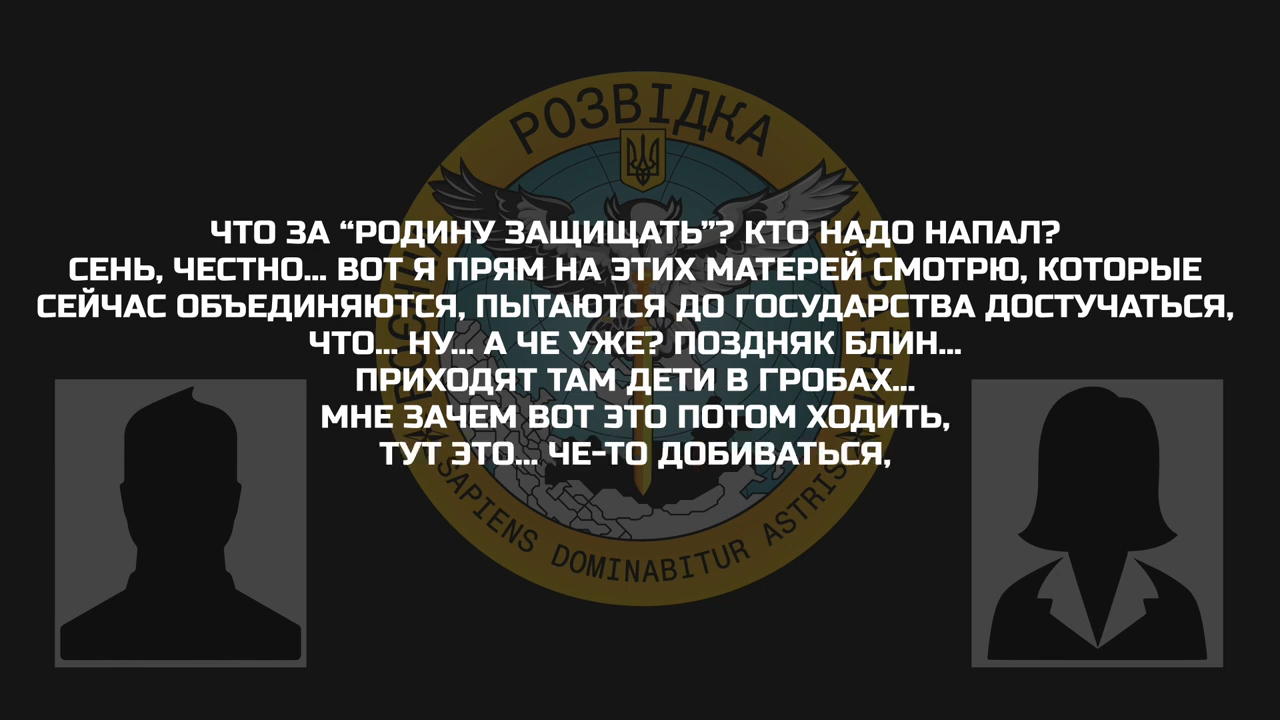 РОЗВІДКА
ЧТО ЗА “РОДИНУ ЗАЩИЩАТЬ”? КТО НАДО НАПАЛ?
СЕНЬ, ЧЕСТНО... ВОТ Я ПРЯМ НА ЭТИХ МАТЕРЕЙ СМОТРЮ, КОТОРЫЕ
СЕЙЧАС ОБЪЕДИНЯЮТСЯ, ПЫТАЮТСЯ ДО ГОСУДАРСТВА ДОСТУЧАТЬСЯ,
ЧТО... НУ... А ЧЕ УЖЕ? ПОЗДНЯК БЛИН...
ПРИХОДЯТ ТАМ ДЕТИ В ГРОБАХ...
МНЕ ЗАЧЕМ ВОТ ЭТО ПОТОМ ХОДИТЬ,
ТУТ ЭТО... ЧЕ-ТО ДОБИВАТЬСЯ,
SAPIENS DOMINABITUR ASTRIS